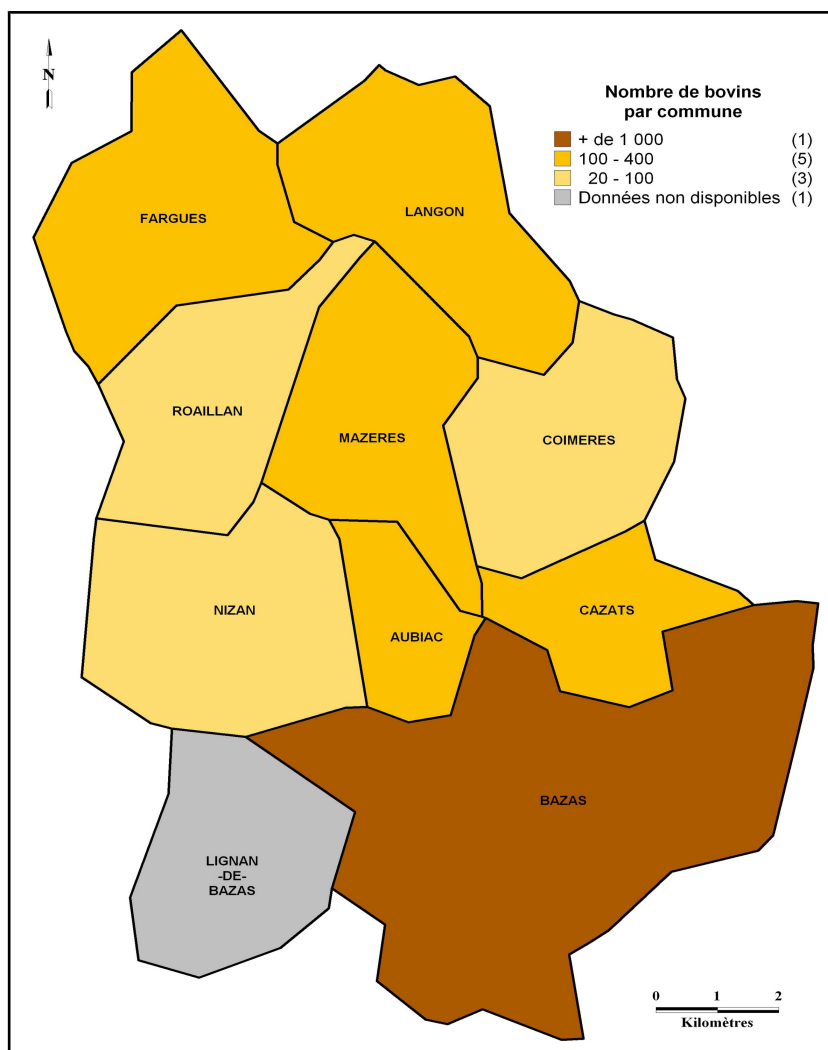 N
Nombre de bovins
par commune
+ de 1 000 (1)
100 - 400 (5)
20 - 100 (3)
Données non disponibles (1)
FARGUES
LANGON
ROAILLAN
MAZERES
COIMERES
NIZAN
AUBIAC
CAZATS
BAZAS
LIGNAN
-DE-
BAZAS
0 1 2
Kilomètres